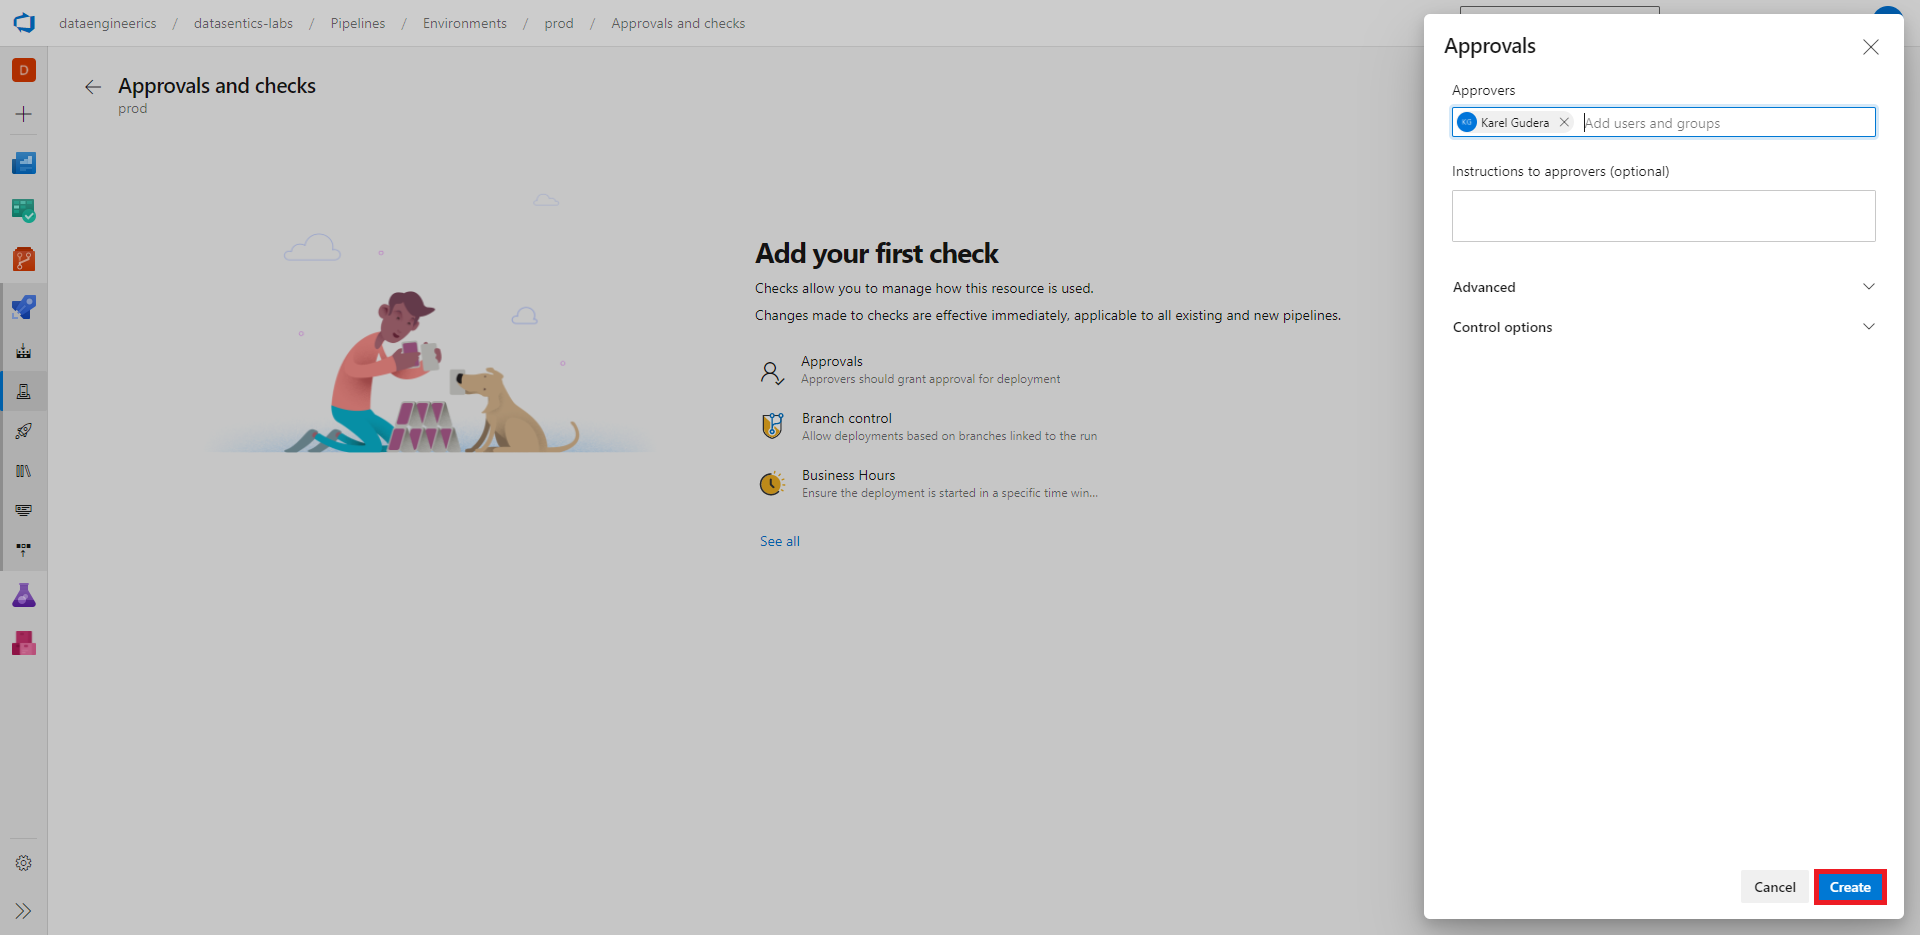 dataengineerics / datasentics-labs / Pipelines / Environments / prod / Approvals and checks
D
Approvals and checks
prod
Add your first check
Checks allow you to manage how this resource is used.
Changes made to checks are effective immediately, applicable to all existing and new pipelines.
Approvals
Approvers should grant approval for deployment
Branch control
Allow deployments based on branches linked to the run
Business Hours
Ensure the deployment is started in a specific time win...
See all
Approvals
Approvers
KG Karel Gudera Add users and groups
Instructions to approvers (optional)
Advanced
Control options
Cancel Create